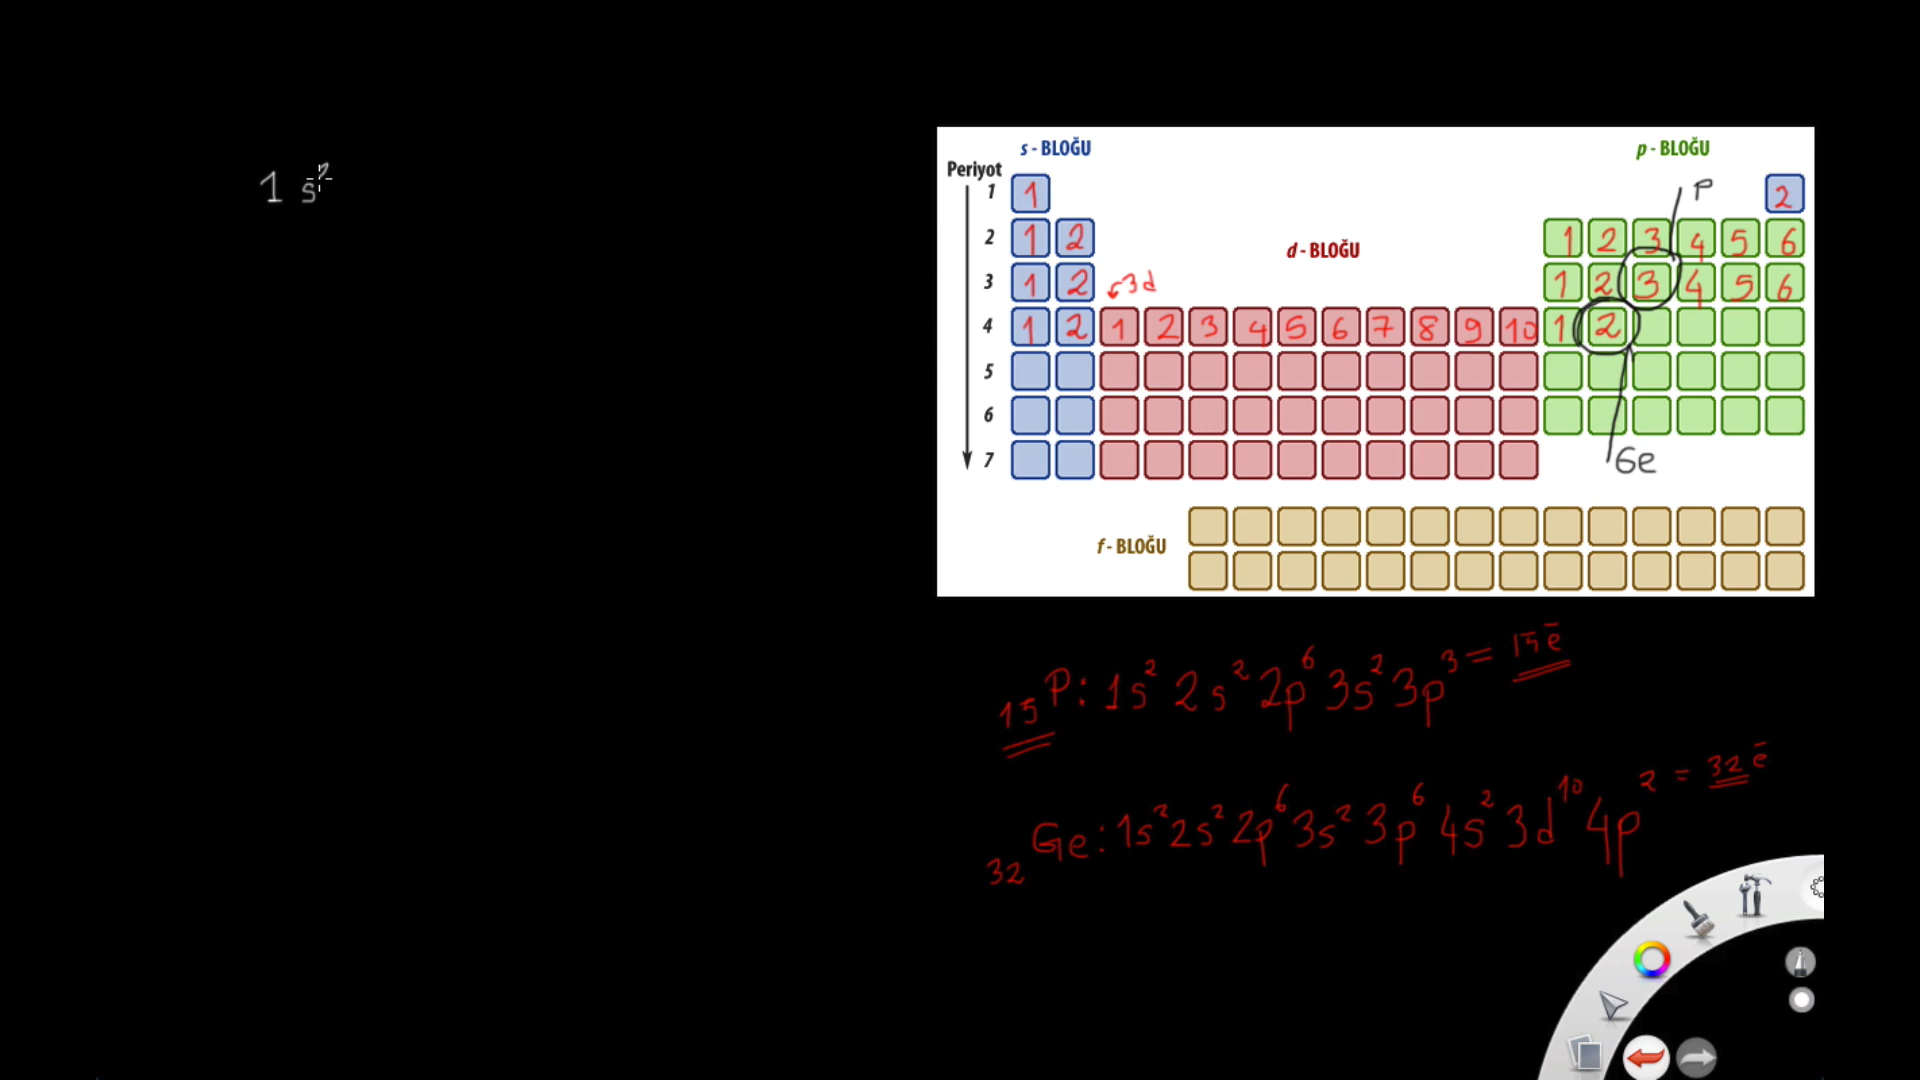 1 s²
s - BLOĞU
p - BLOĞU
Periyot
P
1 1 2
2 1 2 1 2 3 4 5 6
d - BLOĞU
3 1 2 3d 1 2 3 4 5 6
4 1 2 1 2 3 4 5 6 7 8 9 10 1 2
5
6
7
Ge
f - BLOĞU
₁₅P: 1s² 2s² 2p⁶ 3s² 3p³ = 15e⁻
₃₂Ge: 1s² 2s² 2p⁶ 3s² 3p⁶ 4s² 3d¹⁰ 4p² = 32e⁻